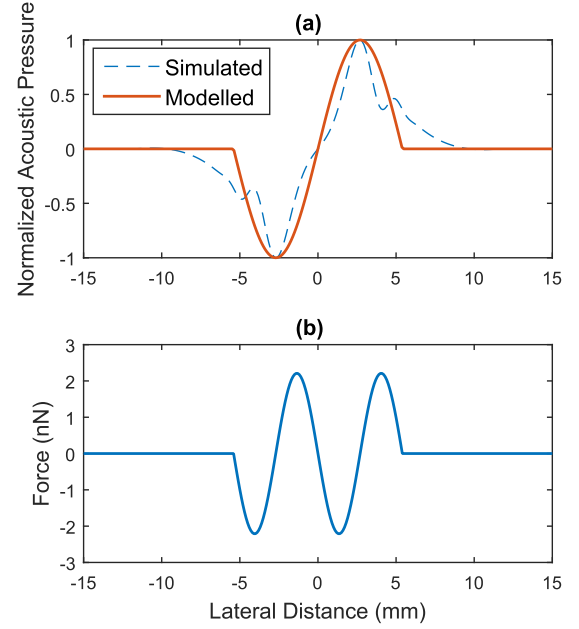 (a)
Normalized Acoustic Pressure
1
0.5
0
-0.5
-1
Simulated
Modelled
-15 -10 -5 0 5 10 15
(b)
Force (nN)
3
2
1
0
-1
-2
-3
-15 -10 -5 0 5 10 15
Lateral Distance (mm)